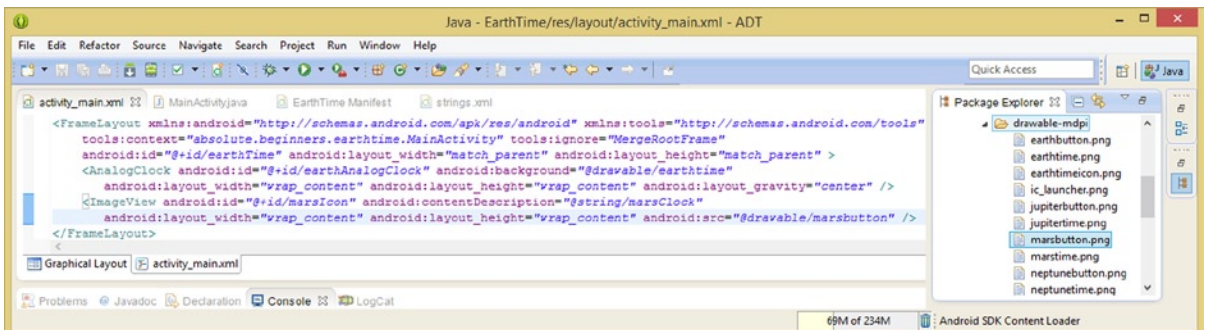 Java - EarthTime/res/layout/activity_main.xml - ADT
File Edit Refactor Source Navigate Search Project Run Window Help
Quick Access Java
activity_main.xml MainActivity.java EarthTime Manifest strings.xml
<FrameLayout xmlns:android="http://schemas.android.com/apk/res/android" xmlns:tools="http://schemas.android.com/tools"
tools:context="absolute.beginners.earthtime.MainActivity" tools:ignore="MergeRootFrame"
android:id="@+id/earthTime" android:layout_width="match_parent" android:layout_height="match_parent" >
<AnalogClock android:id="@+id/earthAnalogClock" android:background="@drawable/earthtime"
android:layout_width="wrap_content" android:layout_height="wrap_content" android:layout_gravity="center" />
<ImageView android:id="@+id/marsIcon" android:contentDescription="@string/marsClock"
android:layout_width="wrap_content" android:layout_height="wrap_content" android:src="@drawable/marsbutton" />
</FrameLayout>
Graphical Layout activity_main.xml
Problems Javadoc Declaration Console LogCat
Package Explorer
drawable-mdpi
earthbutton.png
earthtime.png
earthtimeicon.png
ic_launcher.png
jupiterbutton.png
jupitertime.png
marsbutton.png
marstime.png
neptunebutton.png
neptunetime.png
69M of 234M Android SDK Content Loader